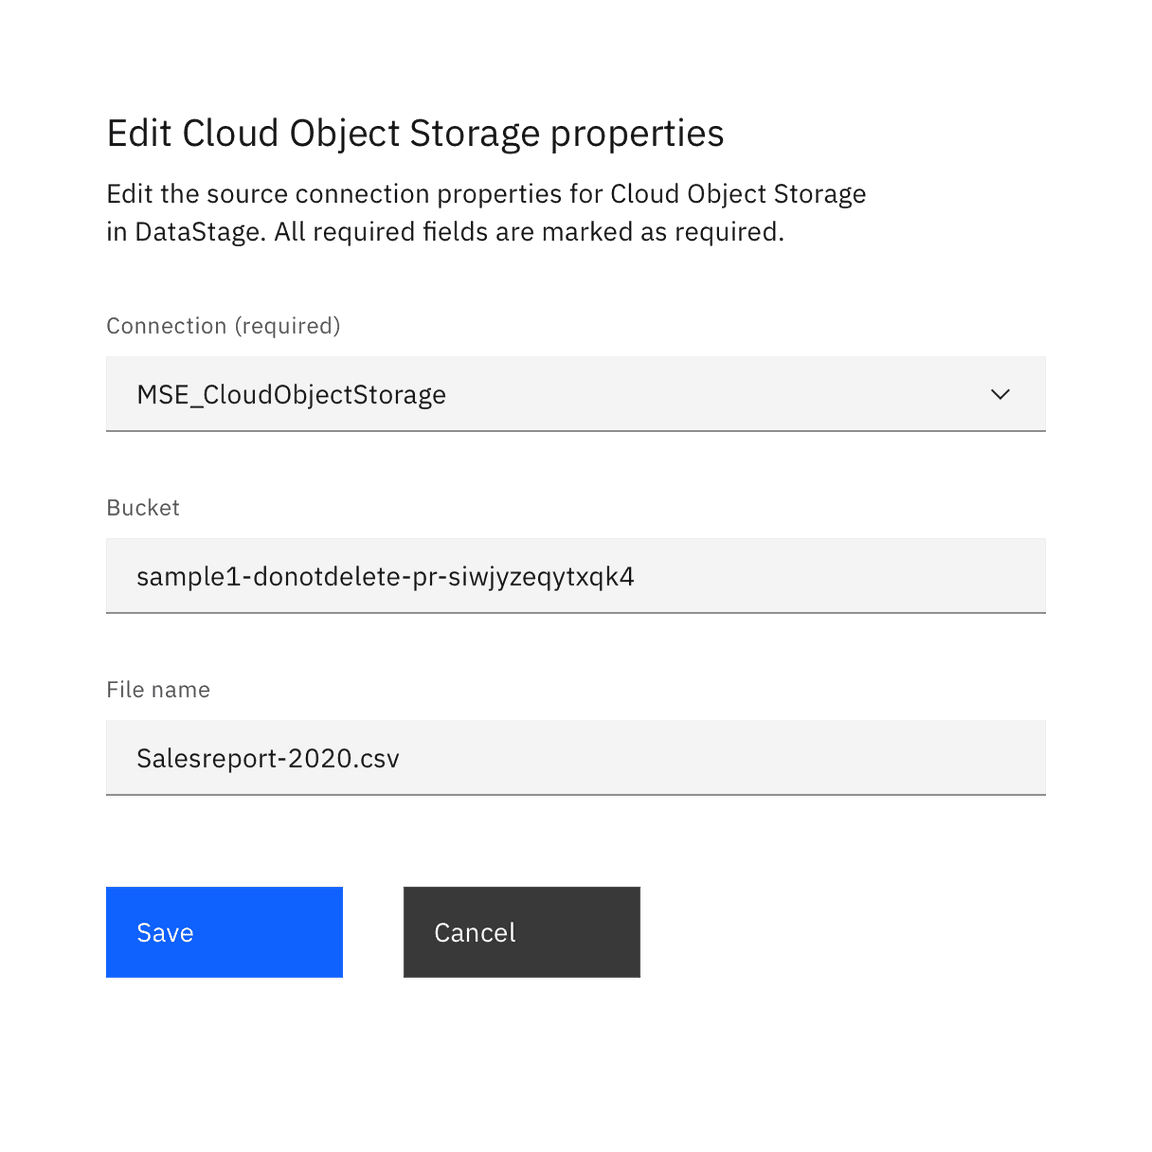 Edit Cloud Object Storage properties
Edit the source connection properties for Cloud Object Storage
in DataStage. All required fields are marked as required.
Connection (required)
MSE_CloudObjectStorage
Bucket
sample1-donotdelete-pr-siwjyzeqytxqk4
File name
Salesreport-2020.csv
Save
Cancel